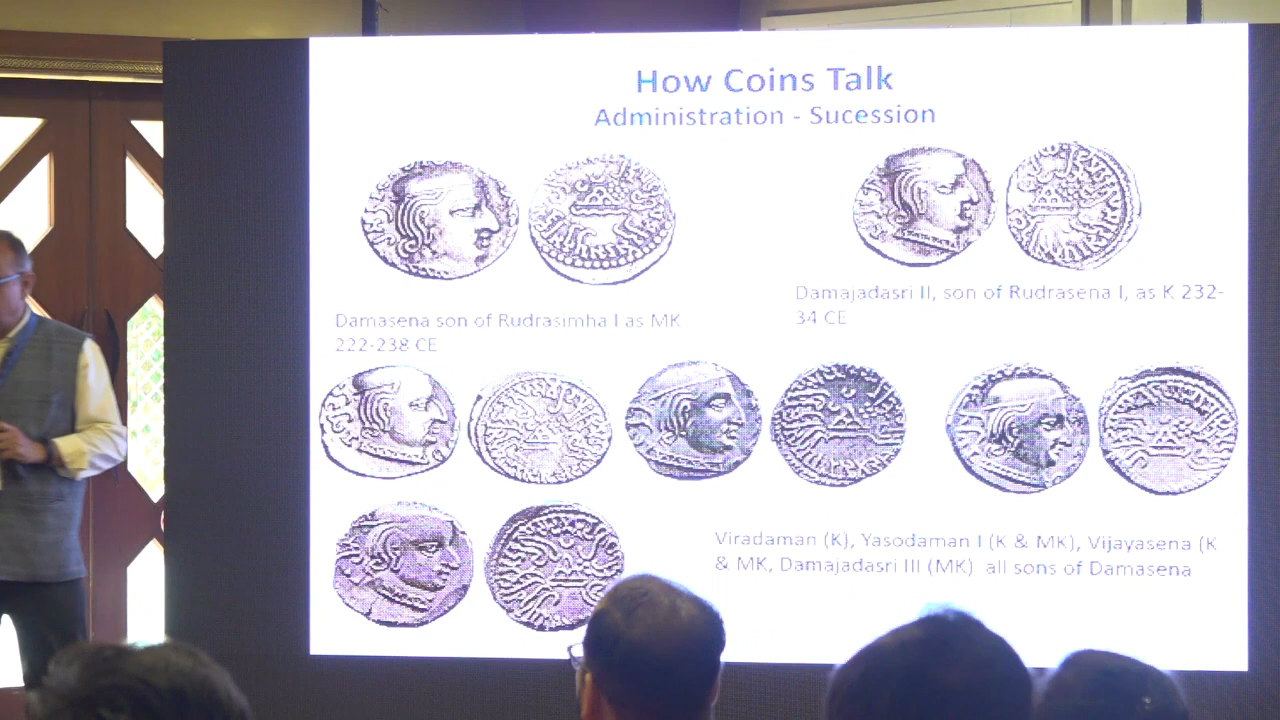 How Coins Talk
Administration - Sucession
Damasena son of Rudrasimha I as MK
222-238 CE
Damajadasri II, son of Rudrasena I, as K 232-
34 CE
Viradaman (K), Yasodaman I (K & MK), Vijayasena (K
& MK, Damajadasri III (MK) all sons of Damasena